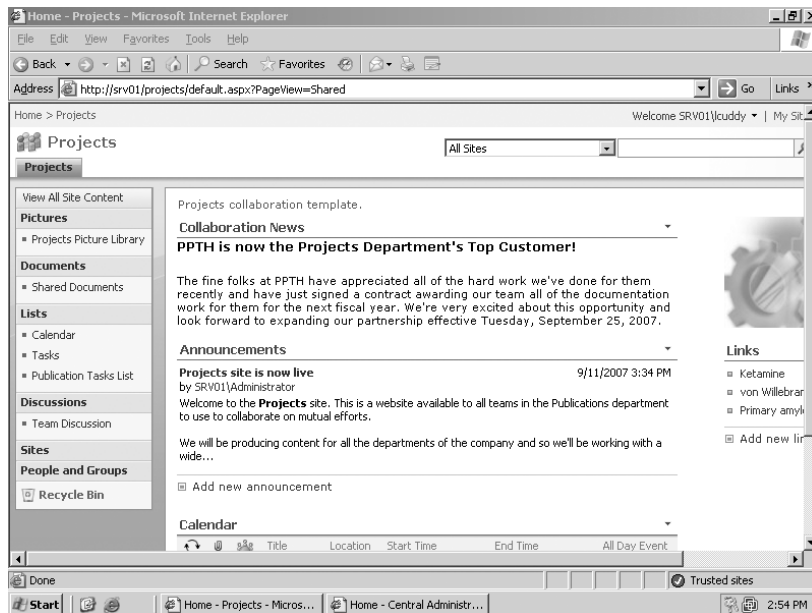 Home - Projects - Microsoft Internet Explorer
File Edit View Favorites Tools Help
Back Search Favorites
Address http://srv01/projects/default.aspx?PageView=Shared Go Links
Home > Projects Welcome SRV01\lcuddy | My Sit
Projects
All Sites
Projects
View All Site Content
Pictures
Projects Picture Library
Documents
Shared Documents
Lists
Calendar
Tasks
Publication Tasks List
Discussions
Team Discussion
Sites
People and Groups
Recycle Bin
Projects collaboration template.
Collaboration News
PPTH is now the Projects Department's Top Customer!
The fine folks at PPTH have appreciated all of the hard work we've done for them
recently and have just signed a contract awarding our team all of the documentation
work for them for the next fiscal year. We're very excited about this opportunity and
look forward to expanding our partnership effective Tuesday, September 25, 2007.
Announcements
Projects site is now live 9/11/2007 3:34 PM
by SRV01\Administrator
Welcome to the Projects site. This is a website available to all teams in the Publications department
to use to collaborate on mutual efforts.
We will be producing content for all the departments of the company and so we'll be working with a
wide...
Add new announcement
Calendar
Title Location Start Time End Time All Day Event
Links
Ketamine
von Willebrar
Primary amyl
Add new lin
Done Trusted sites
Start Home - Projects - Micros... Home - Central Administr... 2:54 PM